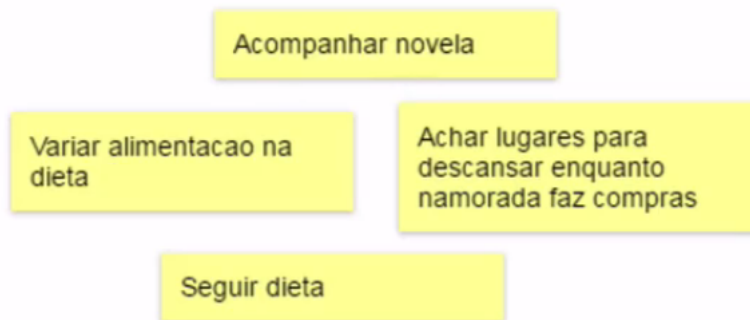 Acompanhar novela
Variar alimentacao na
dieta
Achar lugares para
descansar enquanto
namorada faz compras
Seguir dieta